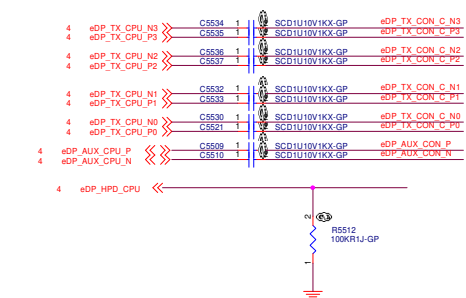 4 eDP_TX_CPU_N3 C5534 1 SCD1U10V1KX-GP eDP_TX_CON_C_N3
4 eDP_TX_CPU_P3 C5535 1 SCD1U10V1KX-GP eDP_TX_CON_C_P3
4 eDP_TX_CPU_N2 C5536 1 SCD1U10V1KX-GP eDP_TX_CON_C_N2
4 eDP_TX_CPU_P2 C5537 1 SCD1U10V1KX-GP eDP_TX_CON_C_P2
4 eDP_TX_CPU_N1 C5532 1 SCD1U10V1KX-GP eDP_TX_CON_C_N1
4 eDP_TX_CPU_P1 C5533 1 SCD1U10V1KX-GP eDP_TX_CON_C_P1
4 eDP_TX_CPU_N0 C5530 1 SCD1U10V1KX-GP eDP_TX_CON_C_N0
4 eDP_TX_CPU_P0 C5521 1 SCD1U10V1KX-GP eDP_TX_CON_C_P0
4 eDP_AUX_CPU_P C5509 1 SCD1U10V1KX-GP eDP_AUX_CON_P
4 eDP_AUX_CPU_N C5510 1 SCD1U10V1KX-GP eDP_AUX_CON_N
4 eDP_HPD_CPU
2
R5512
100KR1J-GP
1